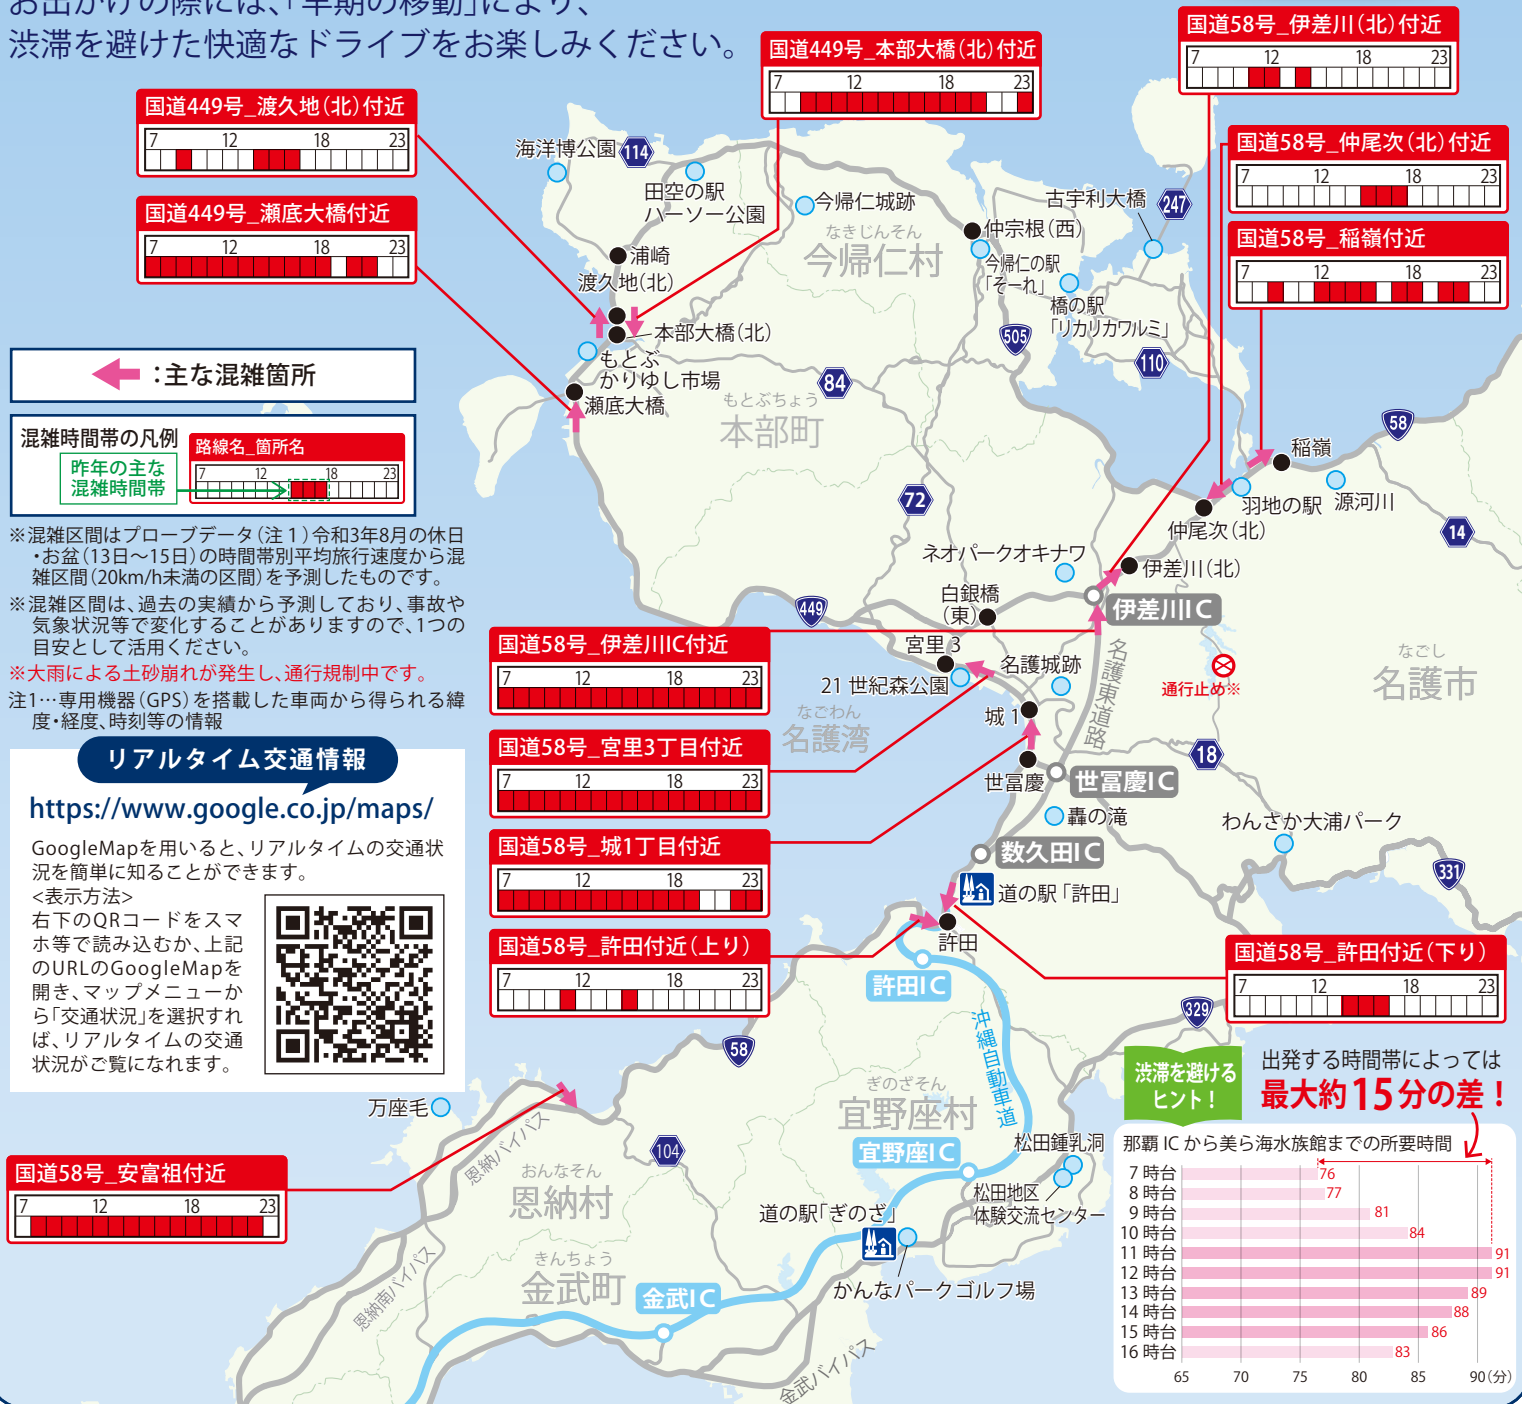 お出かけの際には、「早期の移動」により、
渋滞を避けた快適なドライブをお楽しみください。
国道449号_本部大橋(北)付近
7 12 18 23
国道58号_伊差川(北)付近
7 12 18 23
国道449号_渡久地(北)付近
7 12 18 23
国道58号_仲尾次(北)付近
7 12 18 23
国道449号_瀬底大橋付近
7 12 18 23
国道58号_稲嶺付近
7 12 18 23
海洋博公園
114
田空の駅
ハーソー公園
今帰仁城跡
なきじんそん
今帰仁村
古宇利大橋
247
仲宗根(西)
今帰仁の駅
「そーれ」
橋の駅
「リカリカワルミ」
浦崎
渡久地(北)
本部大橋(北)
もとぶ
かりゆし市場
瀬底大橋
505
110
84
もとぶちょう
本部町
58
稲嶺
羽地の駅
源河川
仲尾次(北)
14
72
ネオパークオキナワ
伊差川(北)
白銀橋
(東)
伊差川IC
449
宮里3
21世紀森公園
名護城跡
なごわん
名護湾
城1
名護東道路
通行止め※
なごし
名護市
18
世冨慶
世冨慶IC
轟の滝
わんさか大浦パーク
数久田IC
331
道の駅「許田」
許田
許田IC
:主な混雑箇所
混雑時間帯の凡例
路線名_箇所名
7 12 18 23
昨年の主な
混雑時間帯
※混雑区間はプローブデータ(注1)令和3年8月の休日
・お盆(13日～15日)の時間帯別平均旅行速度から混
雑区間(20km/h未満の区間)を予測したものです。
※混雑区間は、過去の実績から予測しており、事故や
気象状況等で変化することがありますので、1つの
目安として活用ください。
※大雨による土砂崩れが発生し、通行規制中です。
注1…専用機器(GPS)を搭載した車両から得られる緯
度・経度、時刻等の情報
国道58号_伊差川IC付近
7 12 18 23
国道58号_宮里3丁目付近
7 12 18 23
国道58号_城1丁目付近
7 12 18 23
国道58号_許田付近(上り)
7 12 18 23
国道58号_許田付近(下り)
7 12 18 23
リアルタイム交通情報
https://www.google.co.jp/maps/
GoogleMapを用いると、リアルタイムの交通状
況を簡単に知ることができます。
<表示方法>
右下のQRコードをスマ
ホ等で読み込むか、上記
のURLのGoogleMapを
開き、マップメニューか
ら「交通状況」を選択すれ
ば、リアルタイムの交通
状況がご覧になれます。
329
58
沖縄自動車道
ぎのざそん
宜野座村
宜野座IC
松田鍾乳洞
松田地区
体験交流センター
万座毛
恩納バイパス
104
おんなそん
恩納村
道の駅「ぎのざ」
かんなパークゴルフ場
国道58号_安富祖付近
7 12 18 23
恩納南バイパス
きんちょう
金武町
金武IC
金武バイパス
渋滞を避ける
ヒント!
出発する時間帯によっては
最大約15分の差!
那覇ICから美ら海水族館までの所要時間
7時台 76
8時台 77
9時台 81
10時台 84
11時台 91
12時台 91
13時台 89
14時台 88
15時台 86
16時台 83
65 70 75 80 85 90(分)